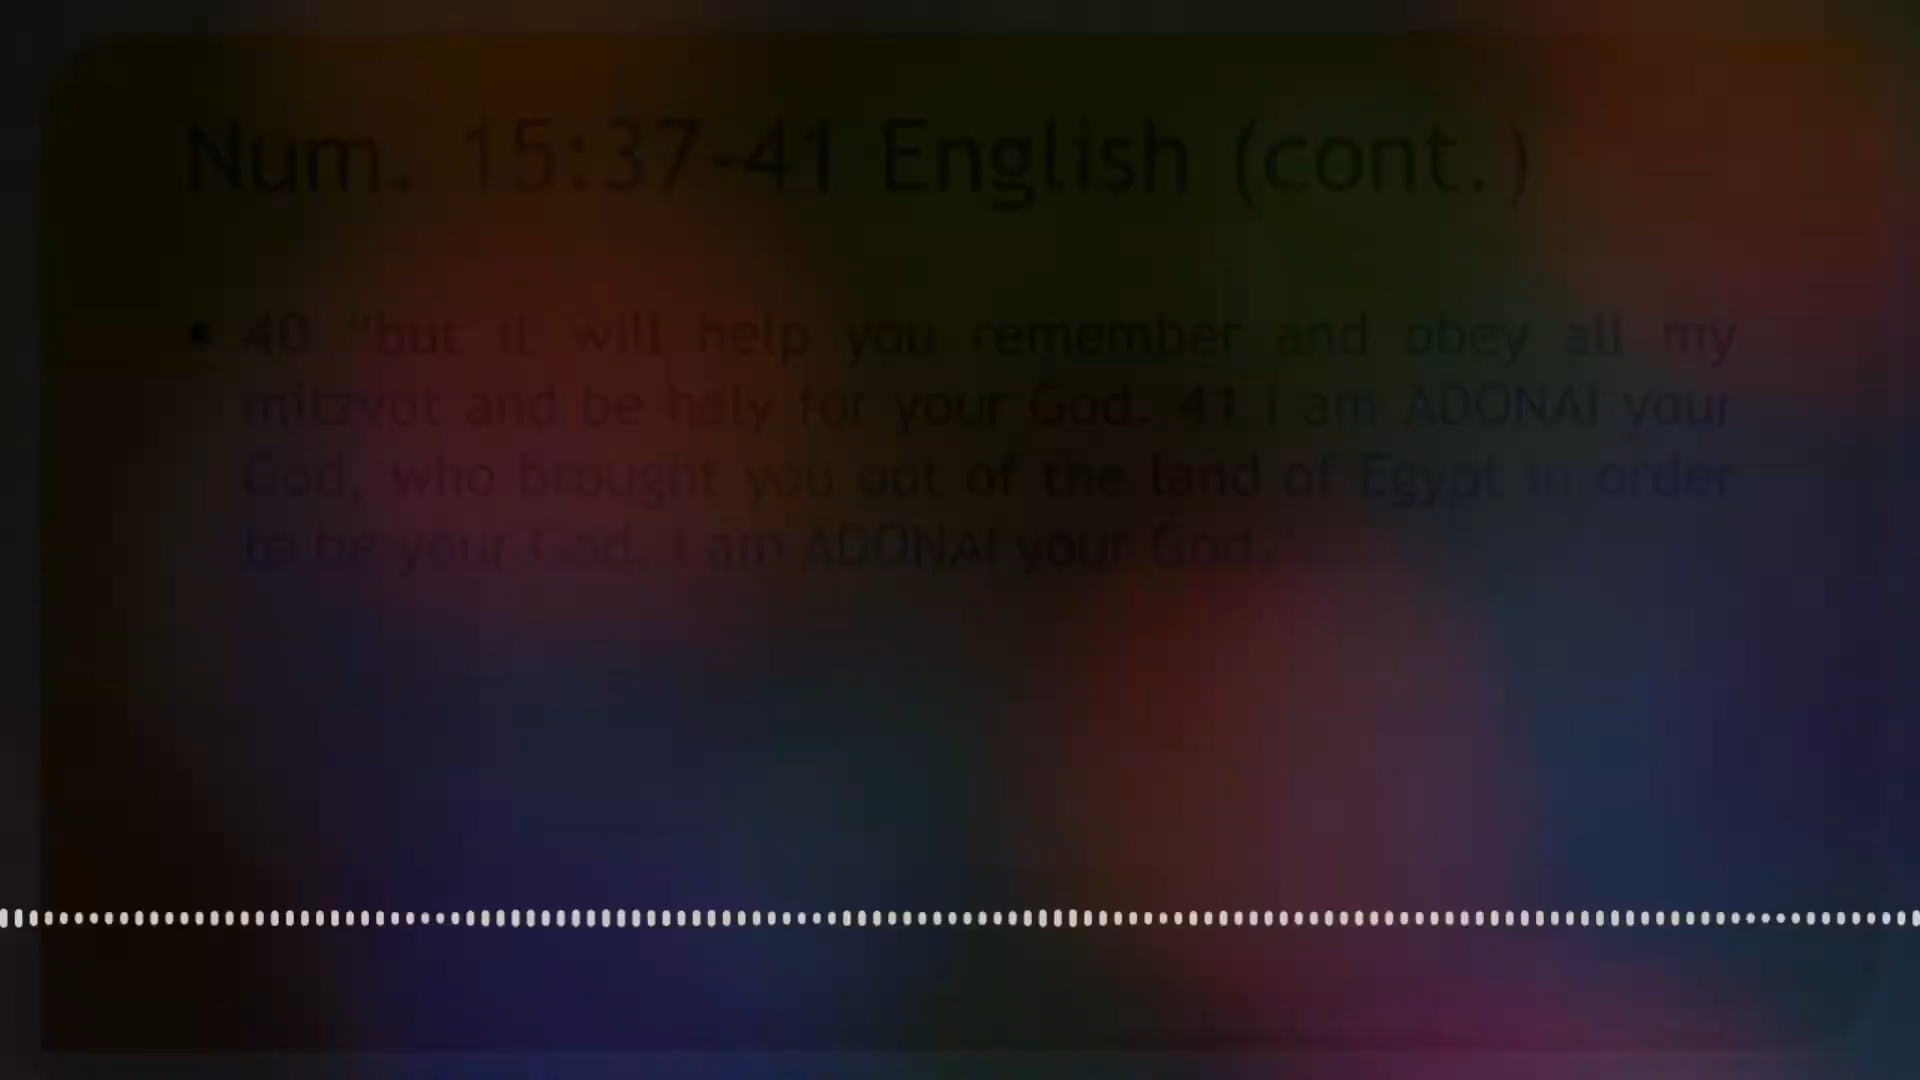 Num. 15:37-41 English (cont.)
• 40 "but it will help you remember and obey all my
mitzvot and be holy for your God. 41 I am ADONAI your
God, who brought you out of the land of Egypt in order
to be your God. I am ADONAI your God."